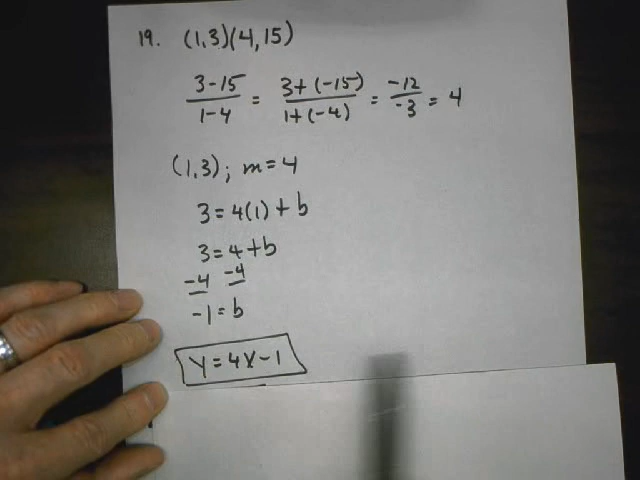 19. (1,3)(4,15)
3-15/1-4 = 3+(-15)/1+(-4) = -12/-3 = 4
(1,3); m=4
3=4(1)+b
3=4+b
-4 -4
-1=b
y=4x-1